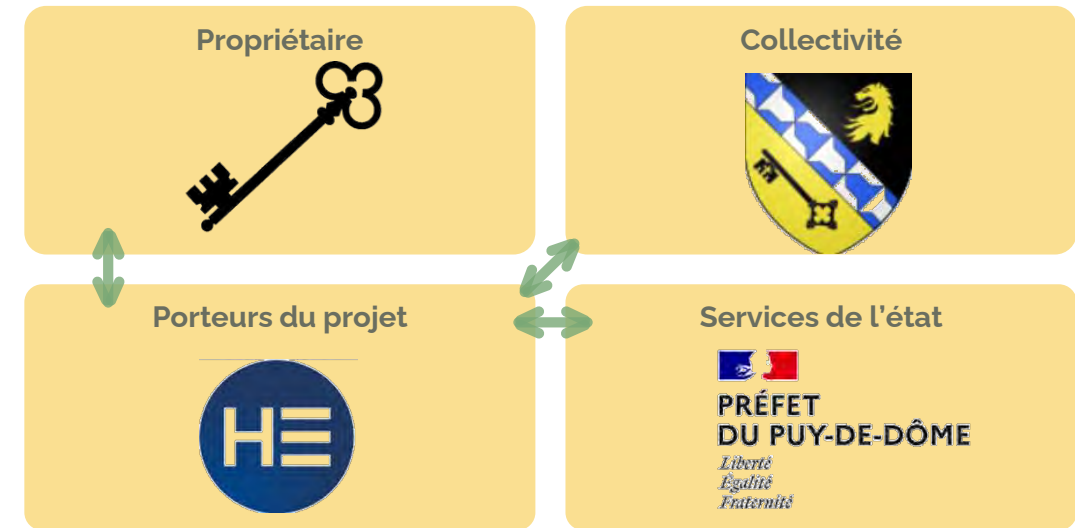 Propriétaire
Collectivité
Porteurs du projet
HE
Services de l'état
PRÉFET
DU PUY-DE-DÔME
Liberté
Égalité
Fraternité